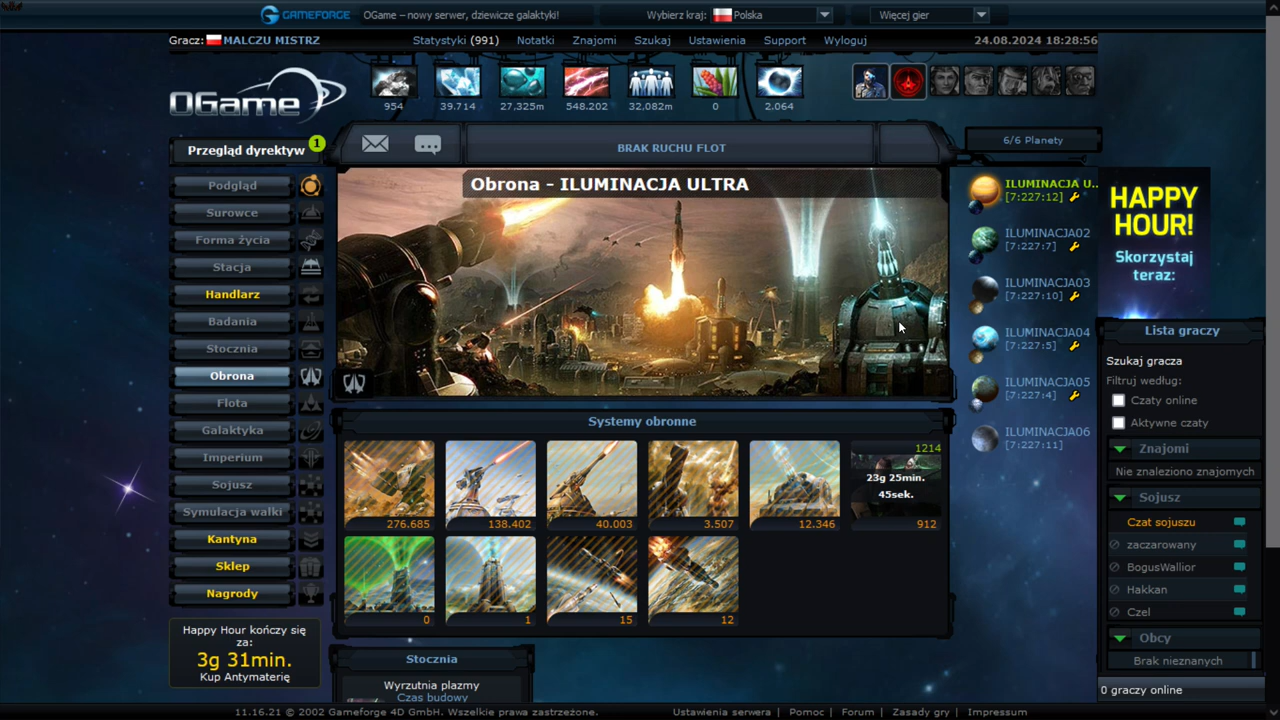 GAMEFORGE
OGame – nowy serwer, dziewicze galaktyki!
Wybierz kraj: Polska
Więcej gier
Gracz: MALCZU MISTRZ
Statystyki (991) Notatki Znajomi Szukaj Ustawienia Support Wyloguj
24.08.2024 18:28:56
OGame
954 39.714 27,325m 548.202 32.082m 0 2.064
Przegląd dyrektyw 1
BRAK RUCHU FLOT
6/6 Planety
Podgląd
Surowce
Forma życia
Stacja
Handlarz
Badania
Stocznia
Obrona
Flota
Galaktyka
Imperium
Sojusz
Symulacja walki
Kantyna
Sklep
Nagrody
Happy Hour kończy się
za:
3g 31min.
Kup Antymaterię
Obrona - ILUMINACJA ULTRA
Systemy obronne
1214
23g 25min.
45sek.
276.685 138.402 40.003 3.507 12.346 912
0 1 15 12
Stocznia
Wyrzutnia plazmy
Czas budowy
ILUMINACJA U..
[7:227:12]
ILUMINACJA02
[7:227:7]
ILUMINACJA03
[7:227:10]
ILUMINACJA04
[7:227:5]
ILUMINACJA05
[7:227:4]
ILUMINACJA06
[7:227:11]
HAPPY
HOUR!
Skorzystaj
teraz:
Lista graczy
Szukaj gracza
Filtruj według:
Czaty online
Aktywne czaty
Znajomi
Nie znaleziono znajomych
Sojusz
Czat sojuszu
zaczarowany
BogusWallior
Hakkan
Czel
Obcy
Brak nieznanych
0 graczy online
11.16.21 © 2002 Gameforge 4D GmbH. Wszelkie prawa zastrzeżone.
Ustawienia serwera | Pomoc | Forum | Zasady gry | Impressum